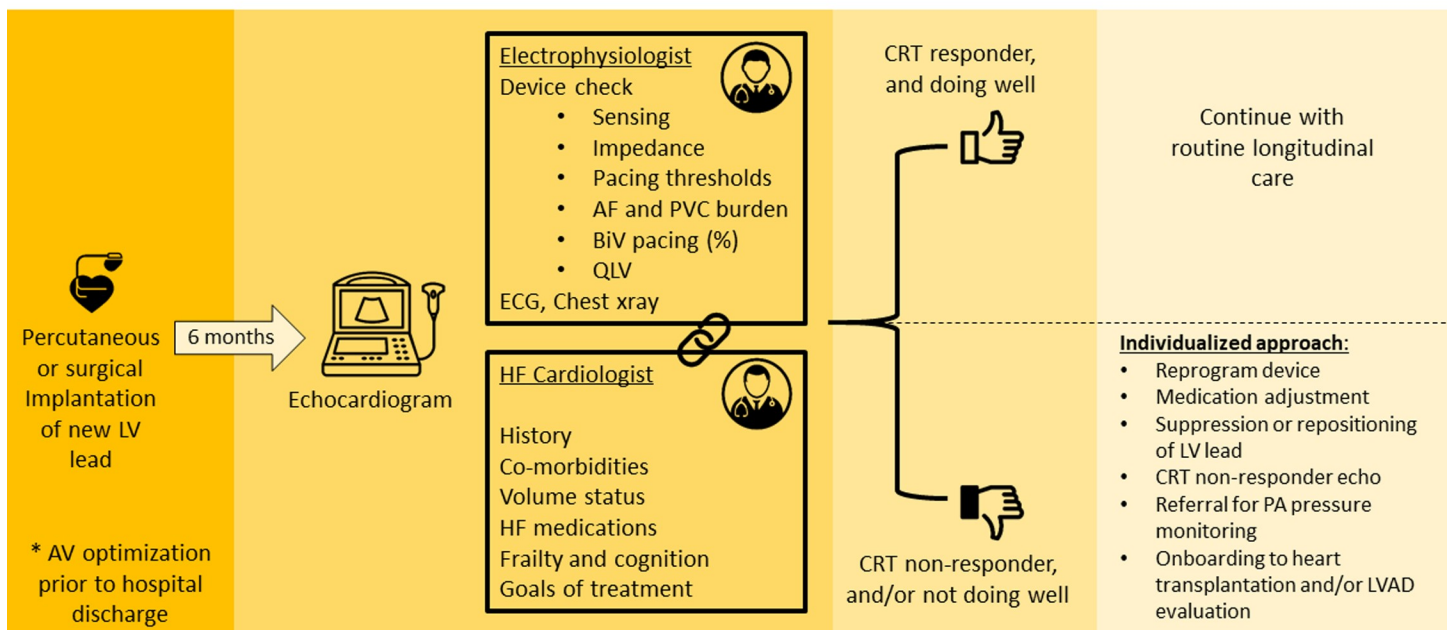 Percutaneous
or surgical
Implantation
of new LV
lead
* AV optimization
prior to hospital
discharge
6 months
Echocardiogram
Electrophysiologist
Device check
• Sensing
• Impedance
• Pacing thresholds
• AF and PVC burden
• BiV pacing (%)
• QLV
ECG, Chest xray
HF Cardiologist
History
Co-morbidities
Volume status
HF medications
Frailty and cognition
Goals of treatment
CRT responder,
and doing well
CRT non-responder,
and/or not doing well
Continue with
routine longitudinal
care
Individualized approach:
• Reprogram device
• Medication adjustment
• Suppression or repositioning
of LV lead
• CRT non-responder echo
• Referral for PA pressure
monitoring
• Onboarding to heart
transplantation and/or LVAD
evaluation